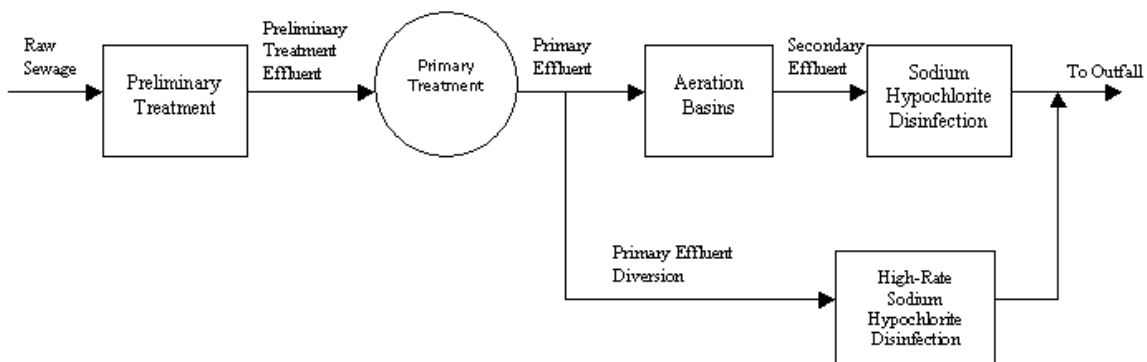 Raw
Sewage
Preliminary
Treatment
Preliminary
Treatment
Effluent
Primary
Treatment
Primary
Effluent
Aeration
Basins
Secondary
Effluent
Sodium
Hypochlorite
Disinfection
To Outfall
Primary Effluent
Diversion
High-Rate
Sodium
Hypochlorite
Disinfection